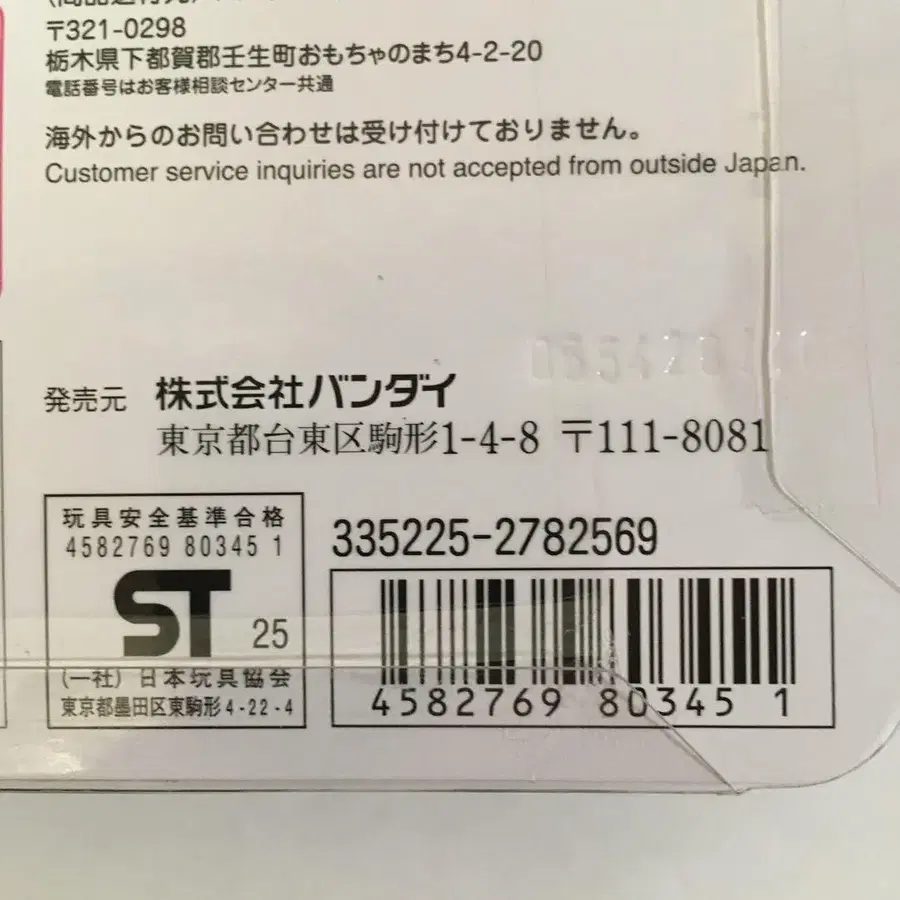 〒321-0298
栃木県下都賀郡壬生町おもちゃのまち4-2-20
電話番号はお客様相談センター共通
海外からのお問い合わせは受け付けておりません。
Customer service inquiries are not accepted from outside Japan.
発売元 株式会社バンダイ
東京都台東区駒形1-4-8 〒111-8081
玩具安全基準合格
4582769 80345 1
ST 25
(一社) 日本玩具協会
東京都墨田区東駒形4-22-4
335225-2782569
4582769 80345 1